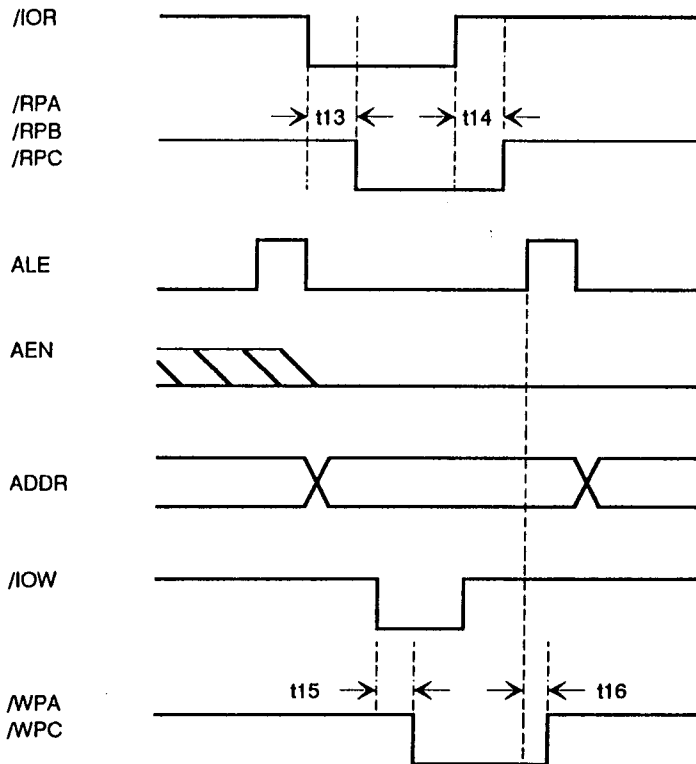 /IOR
/RPA
/RPB
/RPC
t13
t14
ALE
AEN
ADDR
/IOW
t15
t16
/WPA
/WPC